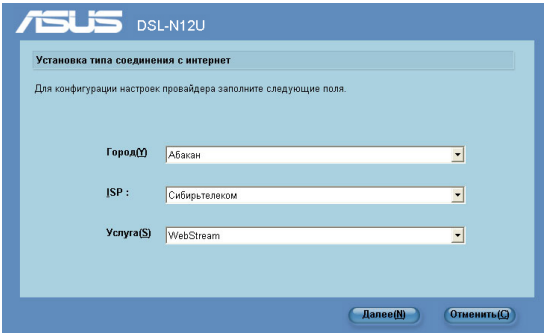 ASUS DSL-N12U
Установка типа соединения с интернет
Для конфигурации настроек провайдера заполните следующие поля.
Город(Y) Абакан
ISP : Сибирьтелеком
Услуга(S) WebStream
Далее(N) Отменить(C)